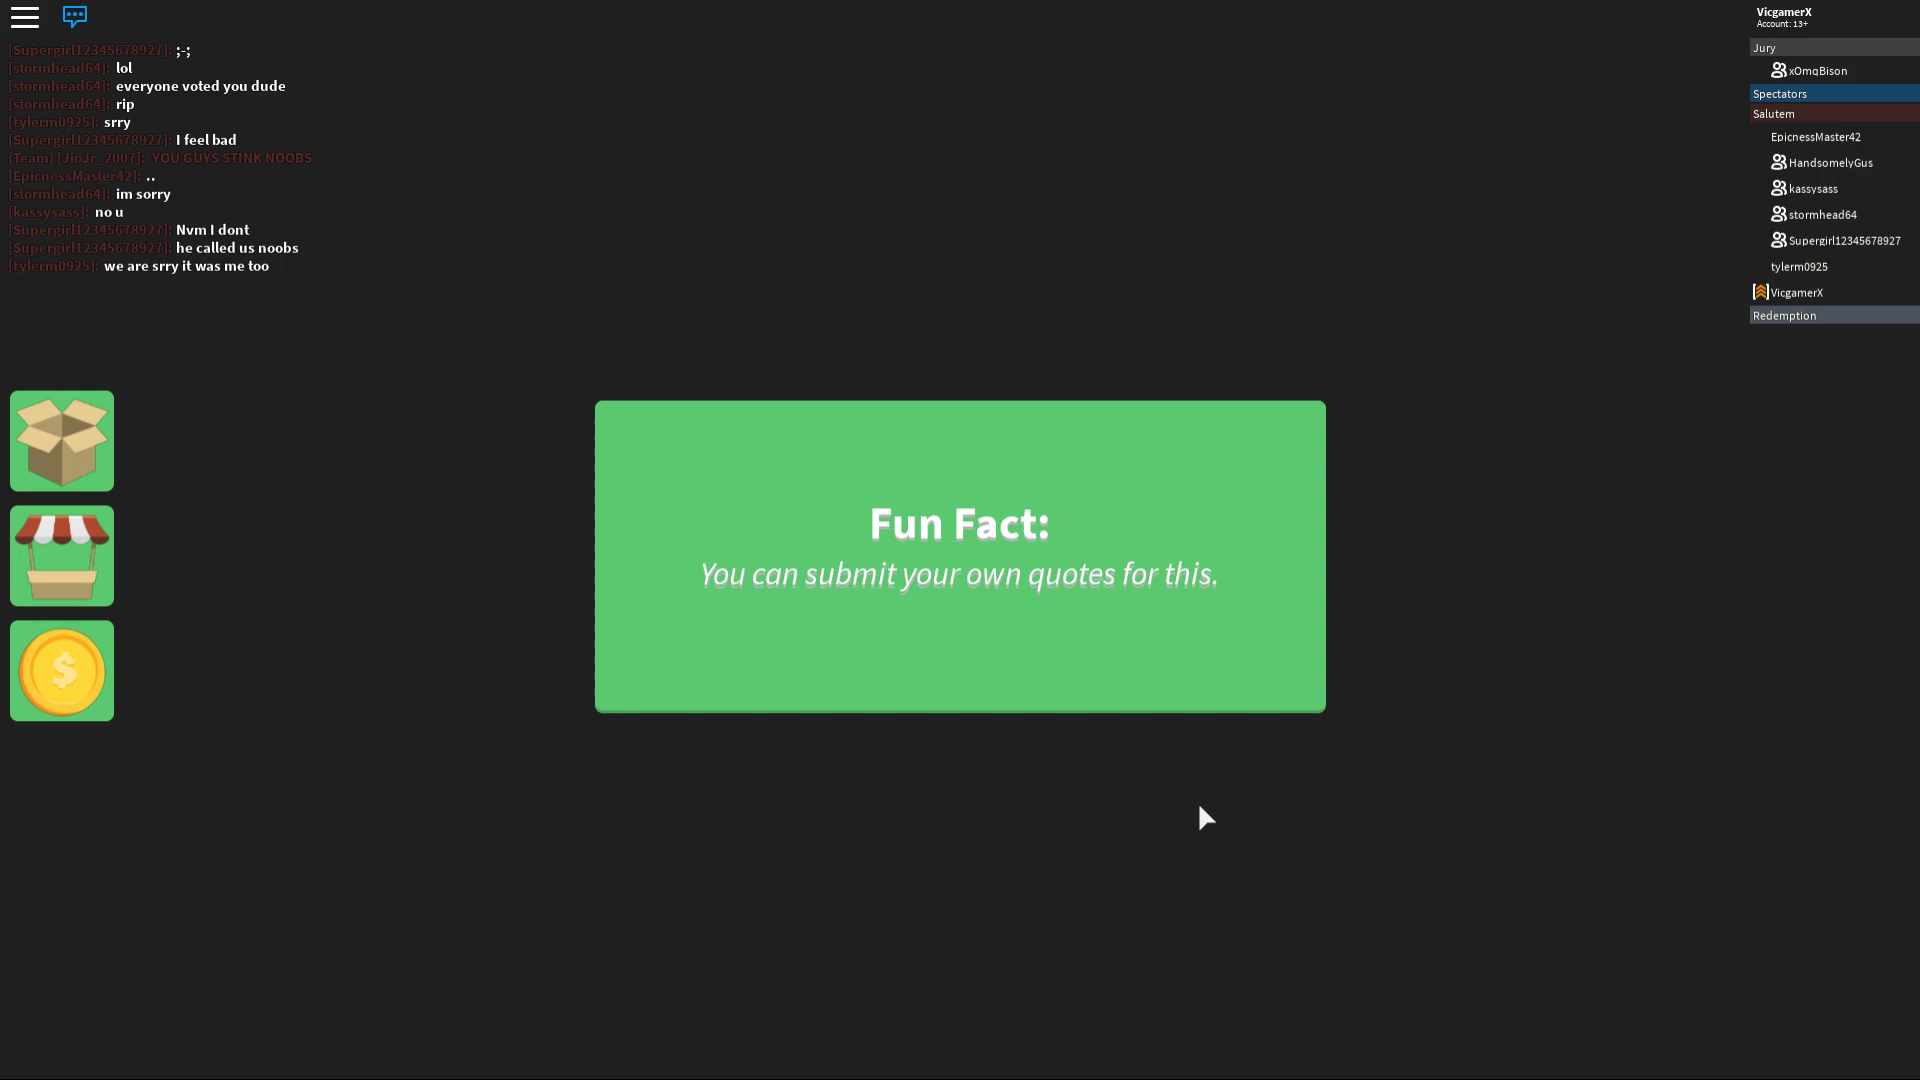 [Supergirl12345678927]: ;-;
[stormhead64]: lol
[stormhead64]: everyone voted you dude
[stormhead64]: rip
[tylerm0925]: srry
[Supergirl12345678927]: I feel bad
[Team] [JioJr_2007]: YOU GUYS STINK NOOBS
[EpicnessMaster42]: ..
[stormhead64]: im sorry
[kassysass]: no u
[Supergirl12345678927]: Nvm I dont
[Supergirl12345678927]: he called us noobs
[tylerm0925]: we are srry it was me too
Fun Fact:
You can submit your own quotes for this.
VicgamerX
Account: 13+
Jury
xOmgBison
Spectators
Salutem
EpicnessMaster42
HandsomelyGus
kassysass
stormhead64
Supergirl12345678927
tylerm0925
VicgamerX
Redemption